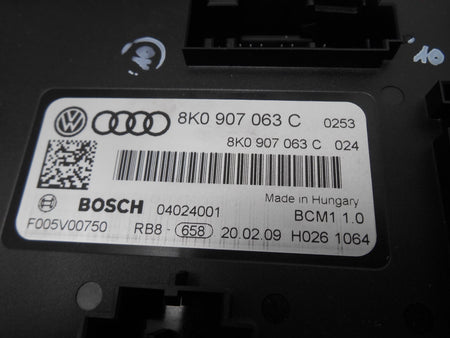 8K0 907 063 C 0253
8K0 907 063 C 024
Made in Hungary
BOSCH 04024001 BCM1 1.0
F005V00750 RB8 - 658 20.02.09 H026 1064